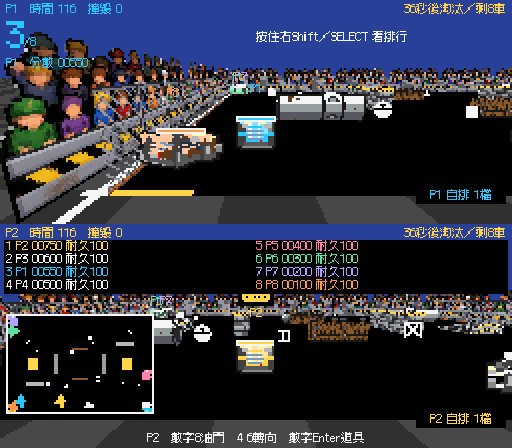 P1 時間 116 撞毀 0
36秒後淘汰／剩8車
3/8
按住右Shift／SELECT 看排行
P1 分數 00550
P1 自排 1檔
P2 時間 116 撞毀 0
36秒後淘汰／剩8車
1 P2 00750 耐久100
5 P5 00400 耐久100
2 P3 00600 耐久100
6 P6 00300 耐久100
3 P1 00550 耐久100
7 P7 00200 耐久100
4 P4 00500 耐久100
8 P8 00100 耐久100
P2 自排 1檔
P2 數字8油門 4 6轉向 數字Enter道具